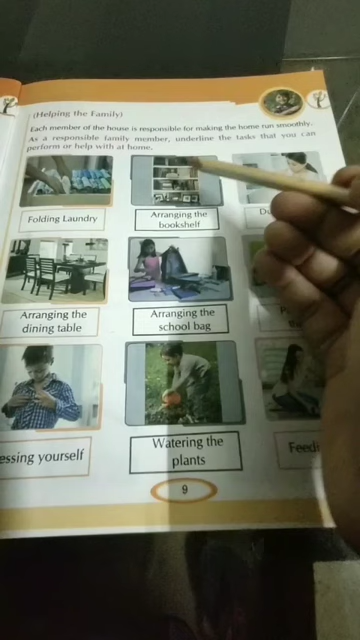 (Helping the Family)
Each member of the house is responsible for making the home run smoothly.
As a responsible family member, underline the tasks that you can
perform or help with at home.
Folding Laundry
Arranging the
bookshelf
Arranging the
dining table
Arranging the
school bag
essing yourself
Watering the
plants
Feedi
9